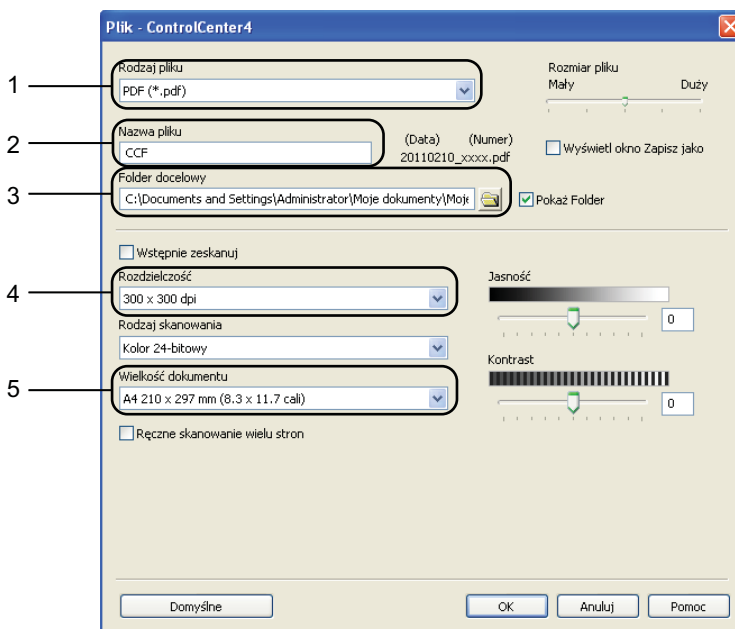 Plik - ControlCenter4
1
Rodzaj pliku
PDF (*.pdf)
Rozmiar pliku
Mały Duży
2
Nazwa pliku
CCF
(Data) (Numer)
20110210_xxxx.pdf
Wyświetl okno Zapisz jako
3
Folder docelowy
C:\Documents and Settings\Administrator\Moje dokumenty\Moje
Pokaż Folder
Wstępnie zeskanuj
4
Rozdzielczość
300 x 300 dpi
Jasność
0
Rodzaj skanowania
Kolor 24-bitowy
Kontrast
0
5
Wielkość dokumentu
A4 210 x 297 mm (8.3 x 11.7 cali)
Ręczne skanowanie wielu stron
Domyślne OK Anuluj Pomoc